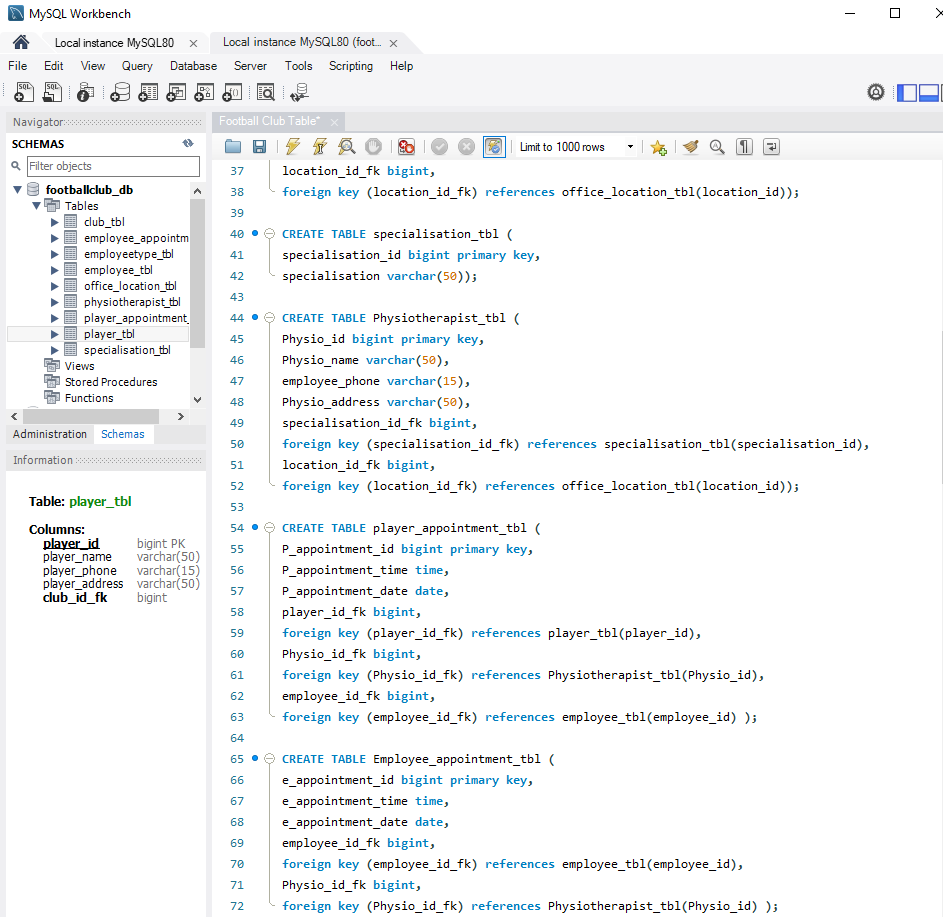 MySQL Workbench
Local instance MySQL80 ×
Local instance MySQL80 (foot... ×
File Edit View Query Database Server Tools Scripting Help
Navigator
SCHEMAS
Filter objects
footballclub_db
Tables
club_tbl
employee_appointm
employeetype_tbl
employee_tbl
office_location_tbl
physiotherapist_tbl
player_appointment_
player_tbl
specialisation_tbl
Views
Stored Procedures
Functions
Administration Schemas
Information
Table: player_tbl
Columns:
player_id bigint PK
player_name varchar(50)
player_phone varchar(15)
player_address varchar(50)
club_id_fk bigint
Football Club Table* ×
Limit to 1000 rows
37 location_id_fk bigint,
38 foreign key (location_id_fk) references office_location_tbl(location_id));
39
40 CREATE TABLE specialisation_tbl (
41 specialisation_id bigint primary key,
42 specialisation varchar(50));
43
44 CREATE TABLE Physiotherapist_tbl (
45 Physio_id bigint primary key,
46 Physio_name varchar(50),
47 employee_phone varchar(15),
48 Physio_address varchar(50),
49 specialisation_id_fk bigint,
50 foreign key (specialisation_id_fk) references specialisation_tbl(specialisation_id),
51 location_id_fk bigint,
52 foreign key (location_id_fk) references office_location_tbl(location_id));
53
54 CREATE TABLE player_appointment_tbl (
55 P_appointment_id bigint primary key,
56 P_appointment_time time,
57 P_appointment_date date,
58 player_id_fk bigint,
59 foreign key (player_id_fk) references player_tbl(player_id),
60 Physio_id_fk bigint,
61 foreign key (Physio_id_fk) references Physiotherapist_tbl(Physio_id),
62 employee_id_fk bigint,
63 foreign key (employee_id_fk) references employee_tbl(employee_id) );
64
65 CREATE TABLE Employee_appointment_tbl (
66 e_appointment_id bigint primary key,
67 e_appointment_time time,
68 e_appointment_date date,
69 employee_id_fk bigint,
70 foreign key (employee_id_fk) references employee_tbl(employee_id),
71 Physio_id_fk bigint,
72 foreign key (Physio_id_fk) references Physiotherapist_tbl(Physio_id) );